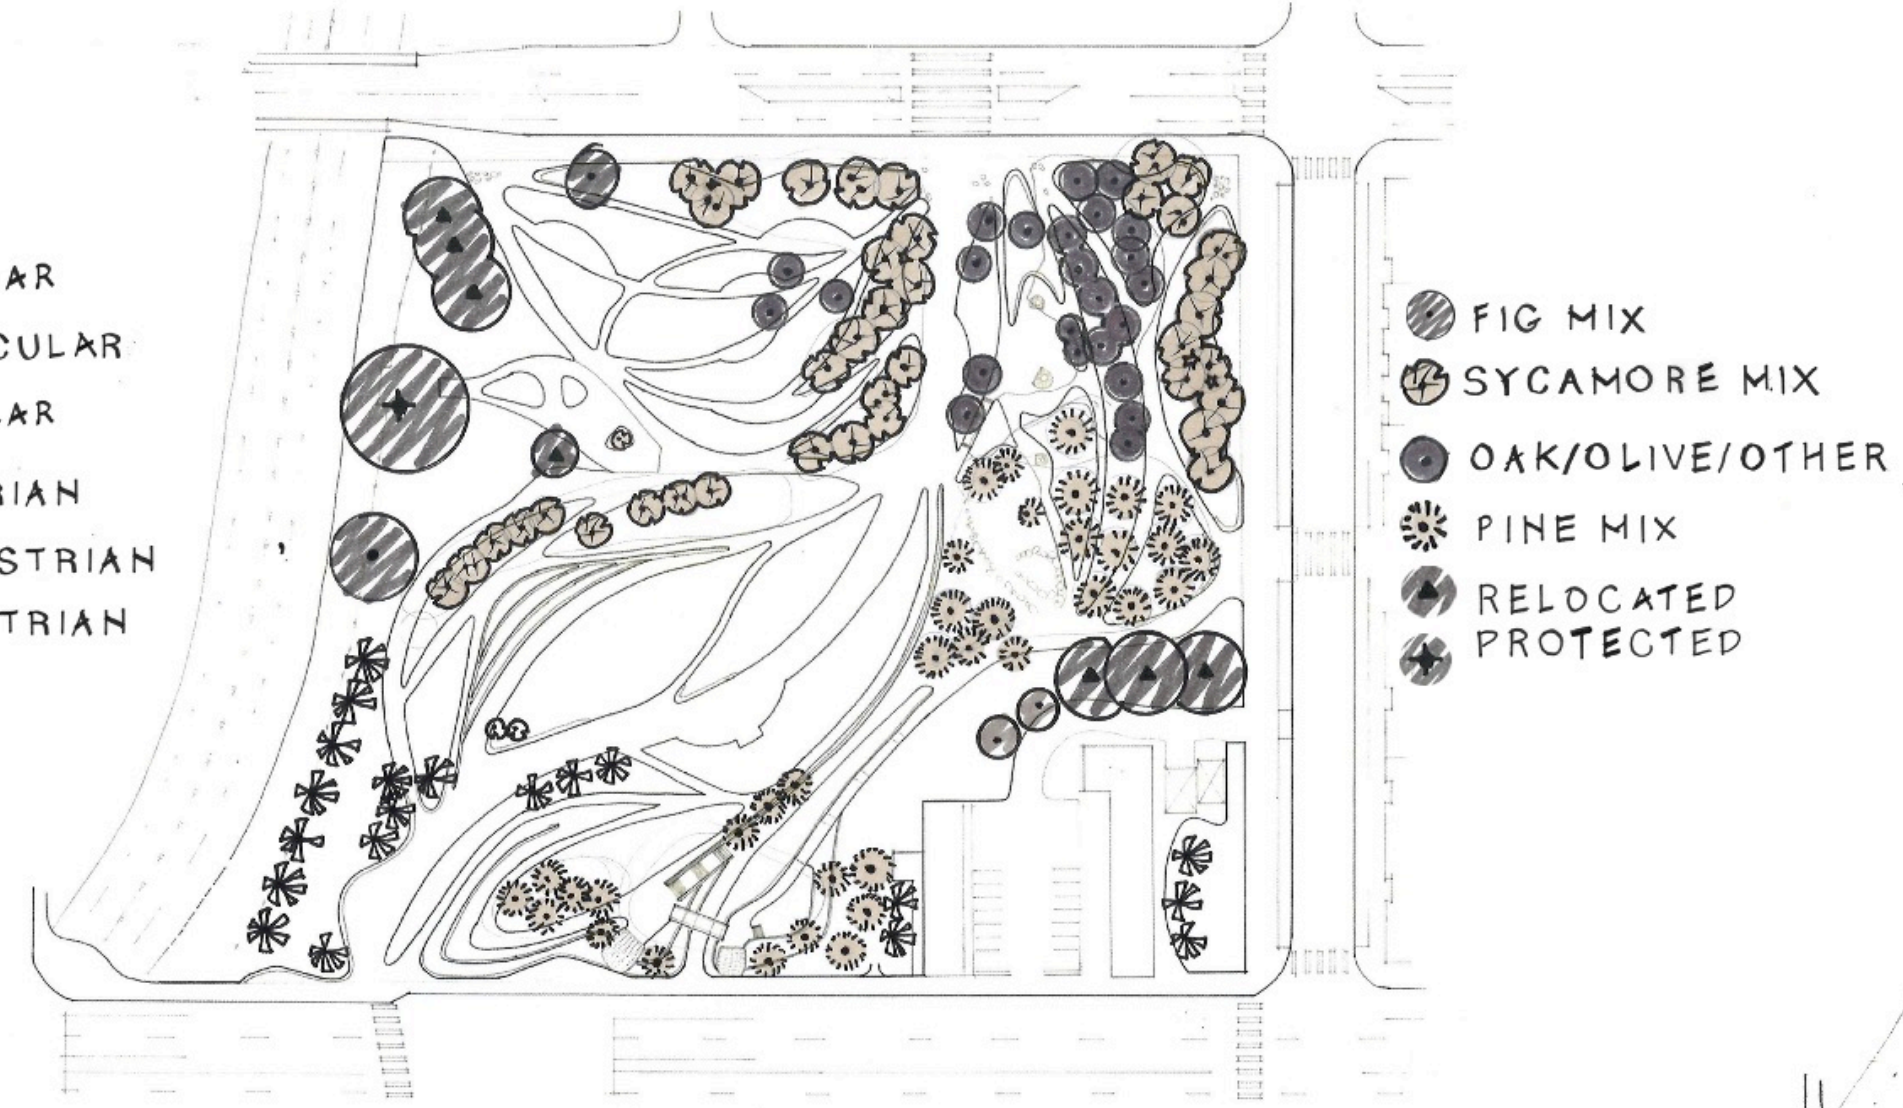 AR
CULAR
AR
RIAN
STRIAN
TRIAN
FIG MIX
SYCAMORE MIX
OAK/OLIVE/OTHER
PINE MIX
RELOCATED
PROTECTED